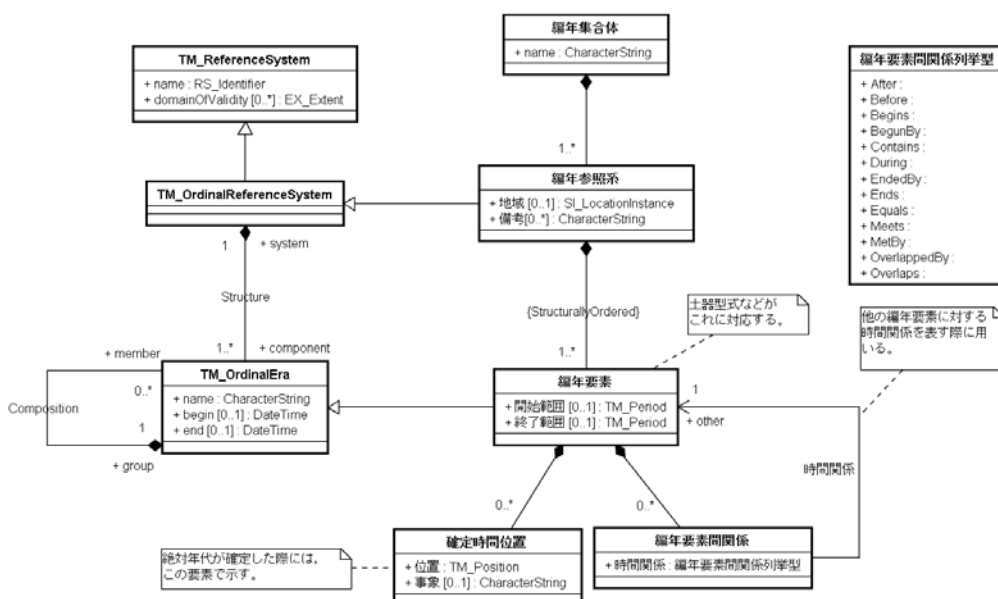 編年集合体
+ name : CharacterString
TM_ReferenceSystem
+ name : RS_Identifier
+ domainOfValidity [0..*] : EX_Extent
編年要素間関係列挙型
+ After :
+ Before :
+ Begins :
+ BegunBy :
+ Contains :
+ During :
+ EndedBy :
+ Ends :
+ Equals :
+ Meets :
+ MetBy :
+ OverlappedBy :
+ Overlaps :
1..*
編年参照系
+ 地域 [0..1] : SI_LocationInstance
+ 備考[0..*] : CharacterString
TM_OrdinalReferenceSystem
1
+ system
Structure
{StructurallyOrdered}
土器型式などが
これに対応する。
他の編年要素に対する
時間関係を表す際に用
いる。
1..*
+ component
1..*
+ member
0..*
TM_OrdinalEra
+ name : CharacterString
+ begin [0..1] : DateTime
+ end [0..1] : DateTime
Composition
1
+ group
編年要素
+ 開始範囲 [0..1] : TM_Period
+ 終了範囲 [0..1] : TM_Period
1
+ other
時間関係
0..*
0..*
確定時間位置
+ 位置 : TM_Position
+ 事象 [0..1] : CharacterString
編年要素間関係
+ 時間関係 : 編年要素間関係列挙型
絶対年代が確定した際には,
この要素で示す。